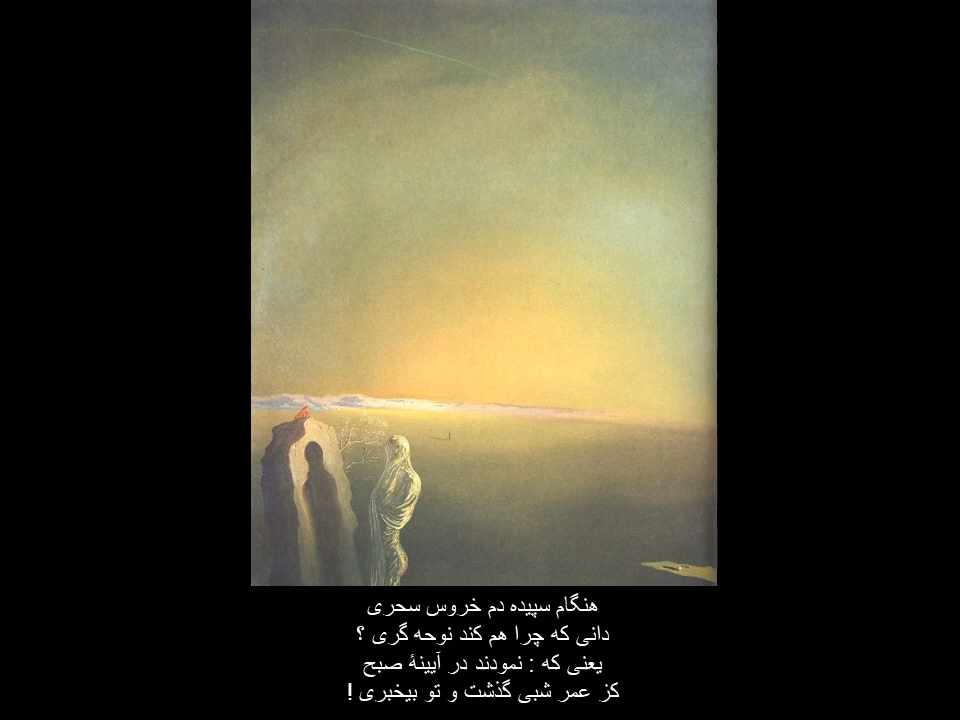 هنگام سپیده دم خروس سحری
دانی که چرا هم کند نوحه گری ؟
یعنی که : نمودند در آیینهٔ صبح
کز عمر شبی گذشت و تو بیخبری !